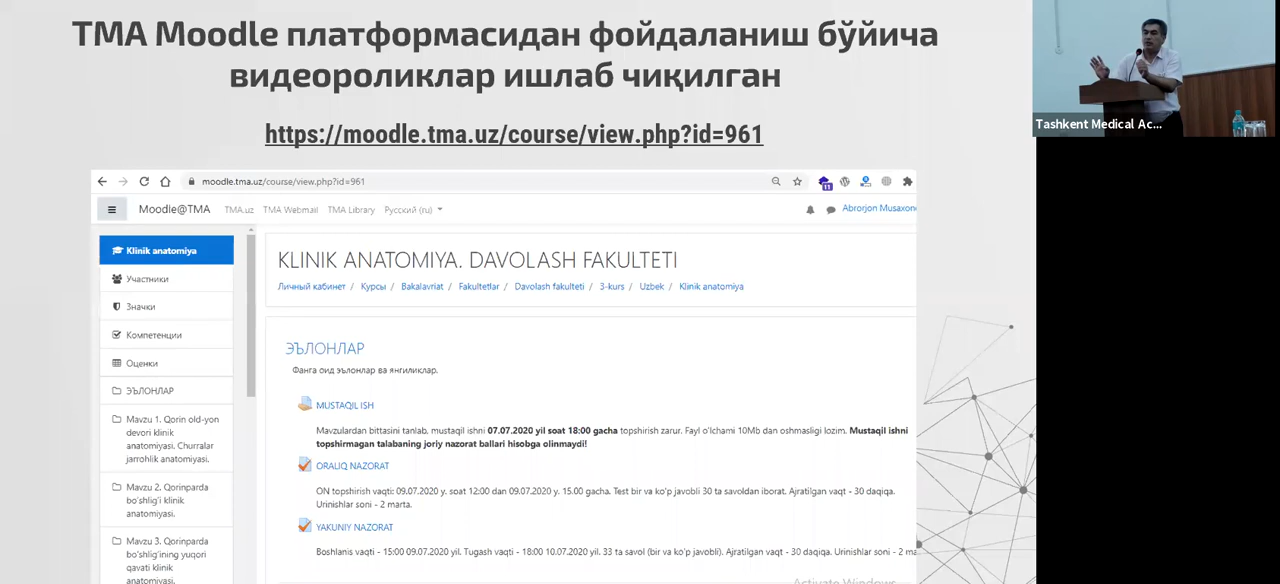 TMA Moodle платформасидан фойдаланиш бўйича
видеороликлар ишлаб чиқилган
https://moodle.tma.uz/course/view.php?id=961
Tashkent Medical Ac...
moodle.tma.uz/course/view.php?id=961
11
Moodle@TMA TMA.uz TMA Webmail TMA Library Русский (ru)
Abrorjon Musaxon
Klinik anatomiya
Участники
Значки
Компетенции
Оценки
ЭЪЛОНЛАР
Mavzu 1. Qorin old-yon
devori klinik
anatomiyasi. Churralar
jarrohlik anatomiyasi.
Mavzu 2. Qorinparda
bo'shlig'i klinik
anatomiyasi.
Mavzu 3. Qorinparda
bo'shlig'ining yuqori
qavati klinik
anatomiyasi.
KLINIK ANATOMIYA. DAVOLASH FAKULTETI
Личный кабинет / Курсы / Bakalavriat / Fakultetlar / Davolash fakulteti / 3-kurs / Uzbek / Klinik anatomiya
ЭЪЛОНЛАР
Фанга оид эълонлар ва янгиликлар.
MUSTAQIL ISH
Mavzulardan bittasini tanlab, mustaqil ishni 07.07.2020 yil soat 18:00 gacha topshirish zarur. Fayl o'lchami 10Mb dan oshmasligi lozim. Mustaqil ishni
topshirmagan talabaning joriy nazorat ballari hisobga olinmaydi!
ORALIQ NAZORAT
ON topshirish vaqti: 09.07.2020 y. soat 12:00 dan 09.07.2020 y. 15.00 gacha. Test bir va ko'p javobli 30 ta savoldan iborat. Ajratilgan vaqt - 30 daqiqa.
Urinishlar soni - 2 marta.
YAKUNIY NAZORAT
Boshlanis vaqti - 15:00 09.07.2020 yil. Tugash vaqti - 18:00 10.07.2020 yil. 33 ta savol (bir va ko'p javobli). Ajratilgan vaqt - 30 daqiqa. Urinishlar soni - 2 ma
Activate Windows